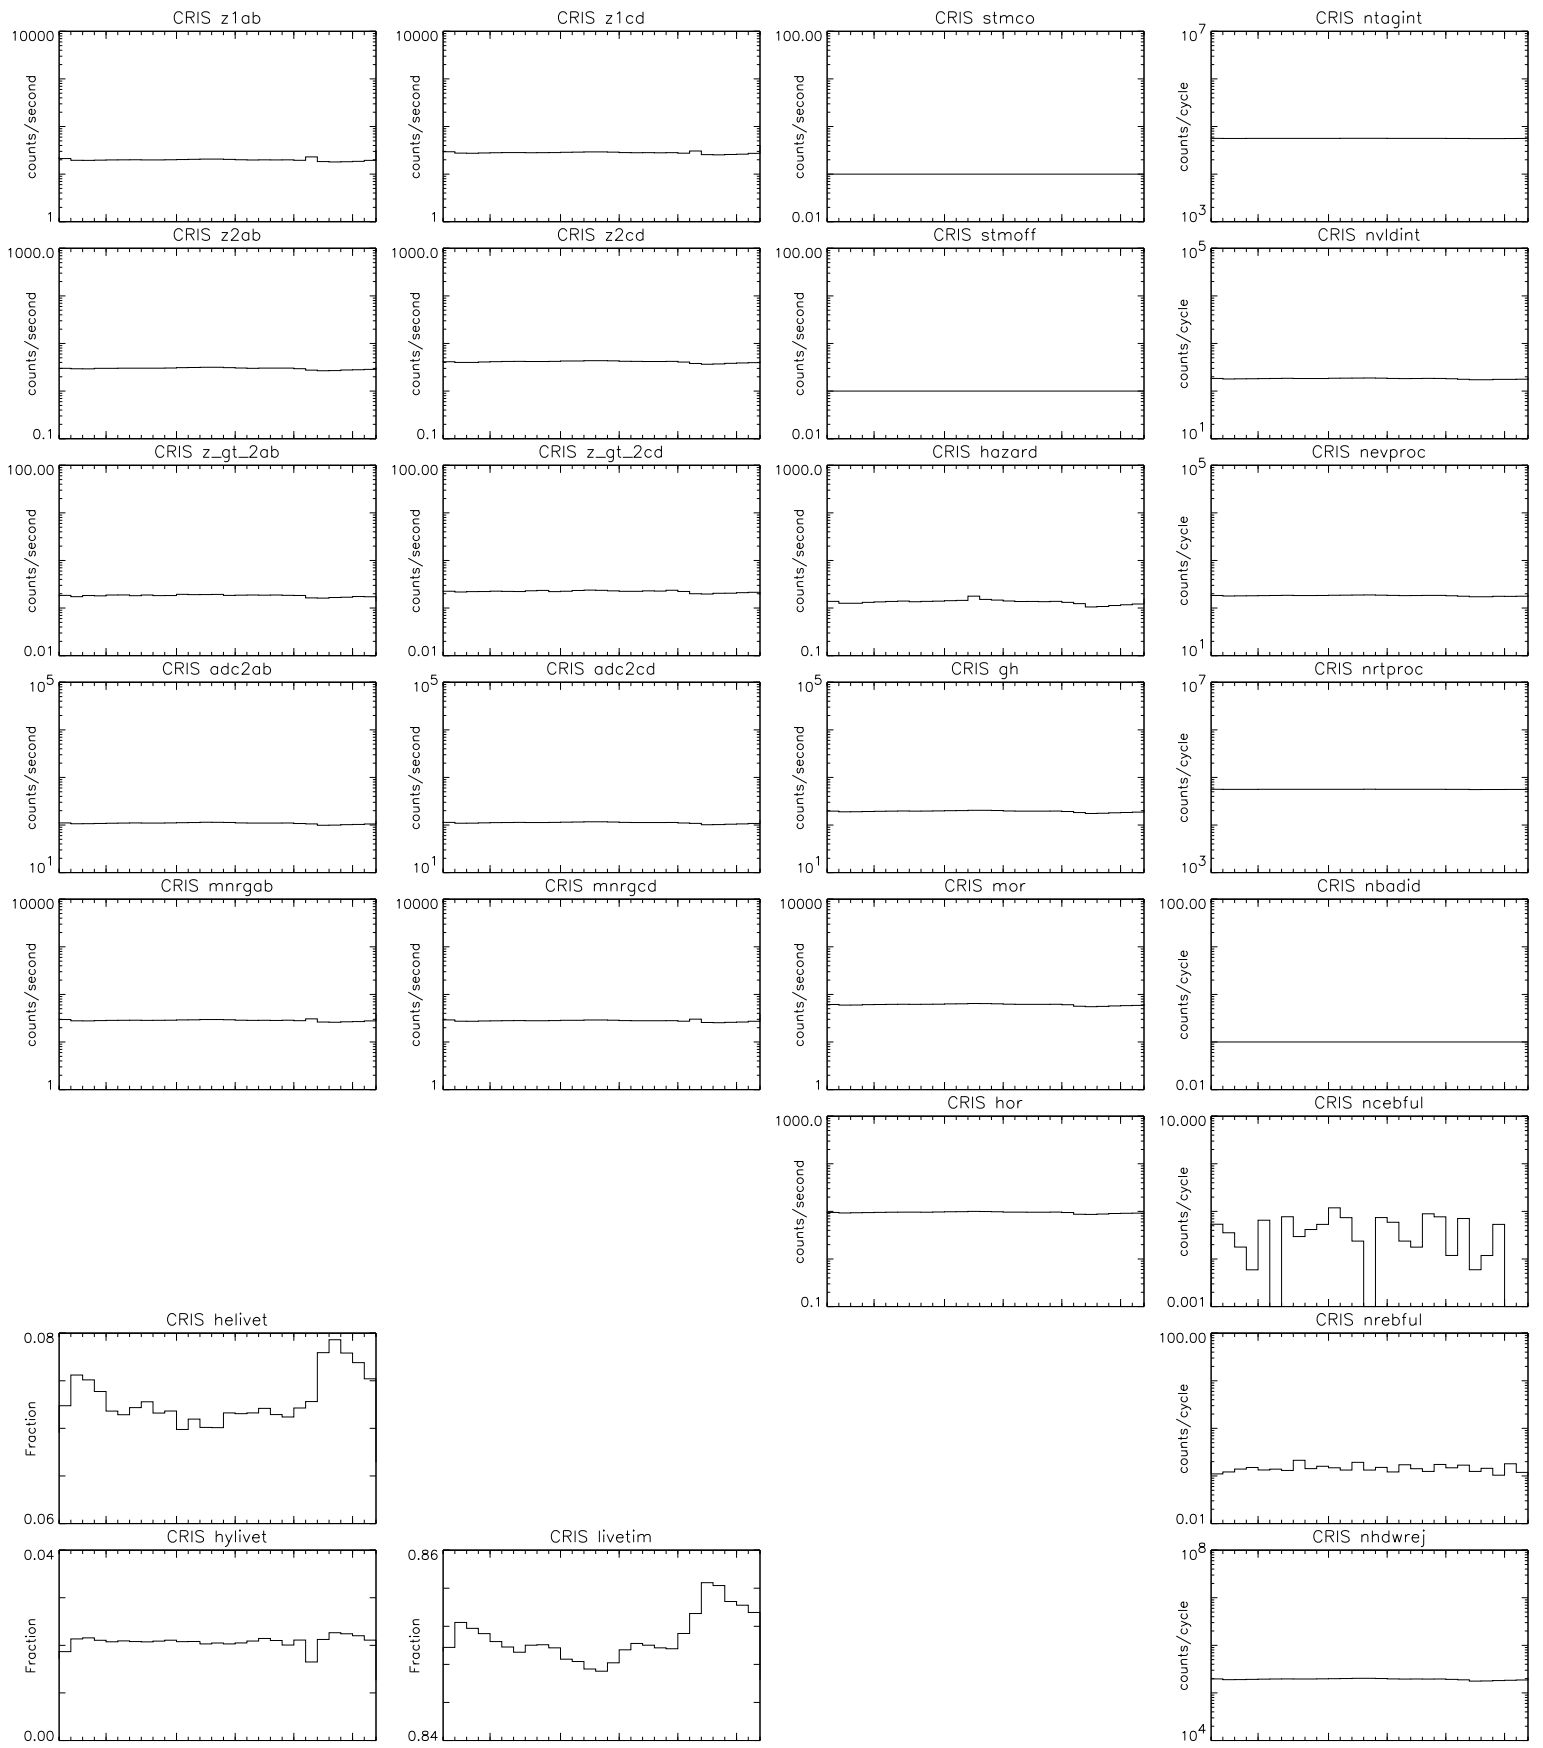 CRIS z1ab
10000
counts/second
1
CRIS z1cd
10000
counts/second
1
CRIS stmco
100.00
counts/second
0.01
CRIS ntagint
10^7
counts/cycle
10^3
CRIS z2ab
1000.0
counts/second
0.1
CRIS z2cd
1000.0
counts/second
0.1
CRIS stmoff
100.00
counts/second
0.01
CRIS nvldint
10^5
counts/cycle
10^1
CRIS z_gt_2ab
100.00
counts/second
0.01
CRIS z_gt_2cd
100.00
counts/second
0.01
CRIS hazard
1000.0
counts/second
0.1
CRIS nevproc
10^5
counts/cycle
10^1
CRIS adc2ab
10^5
counts/second
10^1
CRIS adc2cd
10^5
counts/second
10^1
CRIS gh
10^5
counts/second
10^1
CRIS nrtproc
10^7
counts/cycle
10^3
CRIS mnrgab
10000
counts/second
1
CRIS mnrgcd
10000
counts/second
1
CRIS mor
10000
counts/second
1
CRIS nbadid
100.00
counts/cycle
0.01
CRIS hor
1000.0
counts/second
0.1
CRIS ncebful
10.000
counts/cycle
0.001
CRIS helivet
0.08
Fraction
0.06
CRIS nrebful
100.00
counts/cycle
0.01
CRIS hylivet
0.04
Fraction
0.00
CRIS livetim
0.86
Fraction
0.84
CRIS nhdwrej
10^8
counts/cycle
10^4